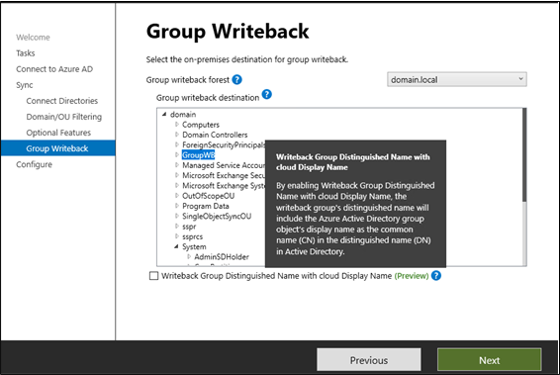 Group Writeback
Welcome
Tasks
Connect to Azure AD
Sync
Connect Directories
Domain/OU Filtering
Optional Features
Group Writeback
Configure
Select the on-premises destination for group writeback.
Group writeback forest ?
domain.local
Group writeback destination ?
domain
Computers
Domain Controllers
ForeignSecurityPrincipals
GroupWB
Managed Service Accour
Microsoft Exchange Secu
Microsoft Exchange Syst
OutOfScopeOU
Program Data
SingleObjectSyncOU
sspr
ssprcs
System
AdminSDHolder
Writeback Group Distinguished Name with
cloud Display Name
By enabling Writeback Group Distinguished
Name with cloud Display Name, the
writeback group's distinguished name will
include the Azure Active Directory group
object's display name as the common
name (CN) in the distinguished name (DN)
in Active Directory.
Writeback Group Distinguished Name with cloud Display Name (Preview) ?
Previous
Next